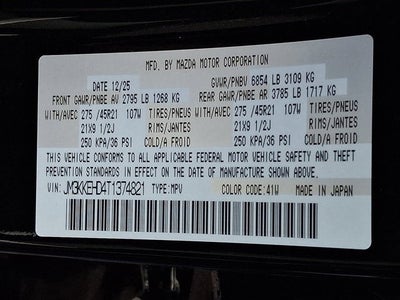 MFD. BY MAZDA MOTOR CORPORATION
DATE 12/25 GVWR/PNBV 6854 LB 3109 KG
FRONT GAWR/PNBE AV 2795 LB 1268 KG REAR GAWR/PNBE AR 3785 LB 1717 KG
WITH/AVEC 275 /45R21 107W TIRES/PNEUS WITH/AVEC 275 /45R21 107W TIRES/PNEUS
21X9 1/2J RIMS/JANTES 21X9 1/2J RIMS/JANTES
250 KPA/36 PSI COLD/A FROID 250 KPA/36 PSI COLD/A FROID
THIS VEHICLE CONFORMS TO ALL APPLICABLE FEDERAL MOTOR VEHICLE SAFETY AND THEFT
PREVENTION STANDARDS IN EFFECT ON THE DATE OF MANUFACTURE SHOWN ABOVE.
VIN: JM3KKEHD4T1374821 TYPE:MPV COLOR CODE:41W MADE IN JAPAN